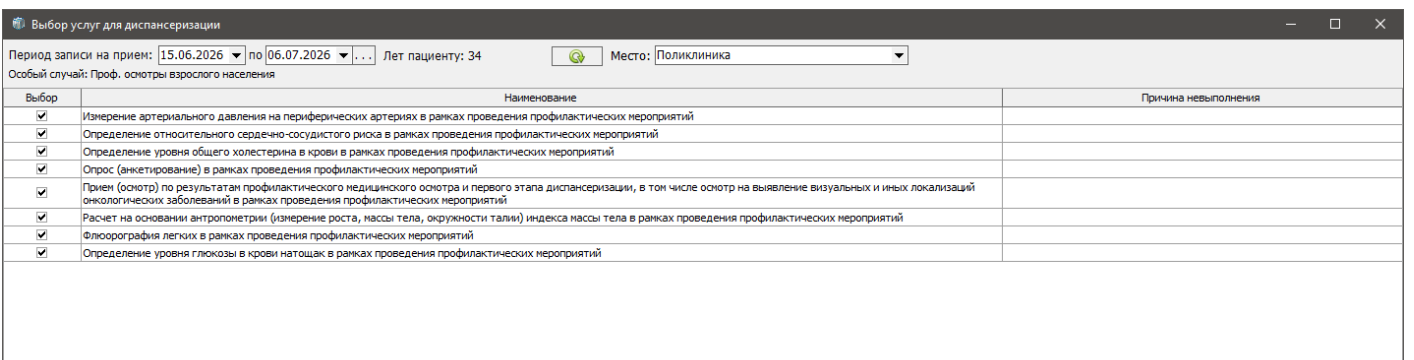 Выбор услуг для диспансеризации
Период записи на прием: 15.06.2026 по 06.07.2026 ... Лет пациенту: 34 Место: Поликлиника
Особый случай: Проф. осмотры взрослого населения
Выбор Наименование Причина невыполнения
Измерение артериального давления на периферических артериях в рамках проведения профилактических мероприятий
Определение относительного сердечно-сосудистого риска в рамках проведения профилактических мероприятий
Определение уровня общего холестерина в крови в рамках проведения профилактических мероприятий
Опрос (анкетирование) в рамках проведения профилактических мероприятий
Прием (осмотр) по результатам профилактического медицинского осмотра и первого этапа диспансеризации, в том числе осмотр на выявление визуальных и иных локализаций
онкологических заболеваний в рамках проведения профилактических мероприятий
Расчет на основании антропометрии (измерение роста, массы тела, окружности талии) индекса массы тела в рамках проведения профилактических мероприятий
Флюорография легких в рамках проведения профилактических мероприятий
Определение уровня глюкозы в крови натощак в рамках проведения профилактических мероприятий